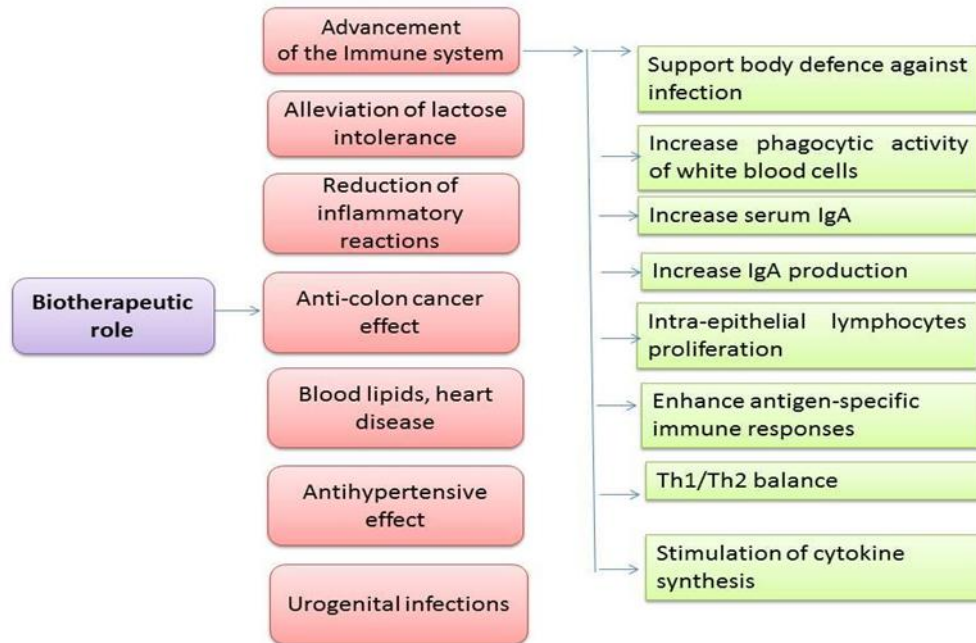 Biotherapeutic
role
Advancement
of the Immune system
Alleviation of lactose
intolerance
Reduction of
inflammatory
reactions
Anti-colon cancer
effect
Blood lipids, heart
disease
Antihypertensive
effect
Urogenital infections
Support body defence against
infection
Increase phagocytic activity
of white blood cells
Increase serum IgA
Increase IgA production
Intra-epithelial lymphocytes
proliferation
Enhance antigen-specific
immune responses
Th1/Th2 balance
Stimulation of cytokine
synthesis